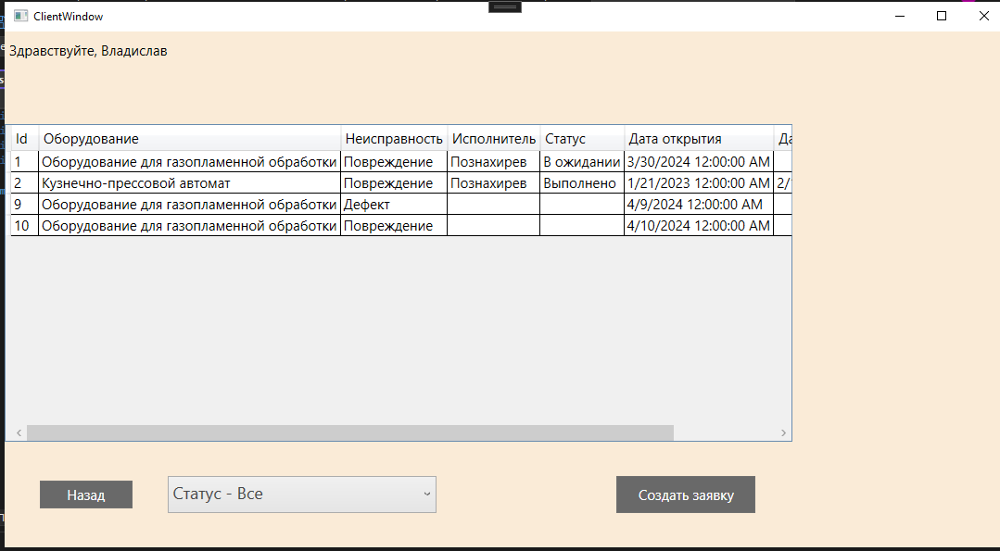 ClientWindow
Здравствуйте, Владислав
Id Оборудование Неисправность Исполнитель Статус Дата открытия Да
1 Оборудование для газопламенной обработки Повреждение Познахирев В ожидании 3/30/2024 12:00:00 AM
2 Кузнечно-прессовой автомат Повреждение Познахирев Выполнено 1/21/2023 12:00:00 AM 2/
9 Оборудование для газопламенной обработки Дефект 4/9/2024 12:00:00 AM
10 Оборудование для газопламенной обработки Повреждение 4/10/2024 12:00:00 AM
Назад Статус - Все Создать заявку